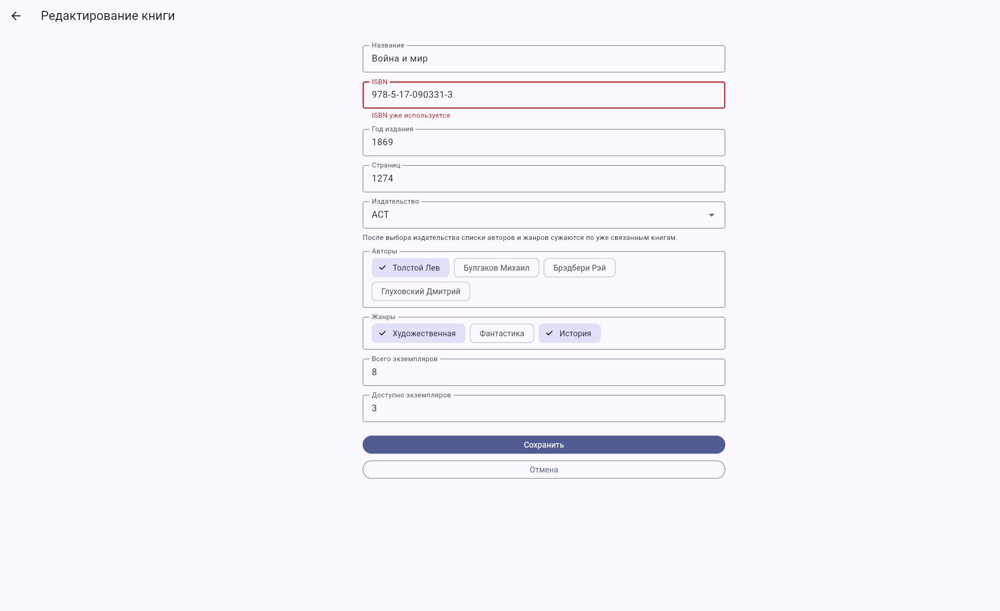 Редактирование книги
Название
Война и мир
ISBN
978-5-17-090331-3
ISBN уже используется
Год издания
1869
Страниц
1274
Издательство
АСТ
После выбора издательства списки авторов и жанров сужаются по уже связанным книгам.
Авторы
Толстой Лев Булгаков Михаил Брэдбери Рэй
Глуховский Дмитрий
Жанры
Художественная Фантастика История
Всего экземпляров
8
Доступно экземпляров
3
Сохранить
Отмена